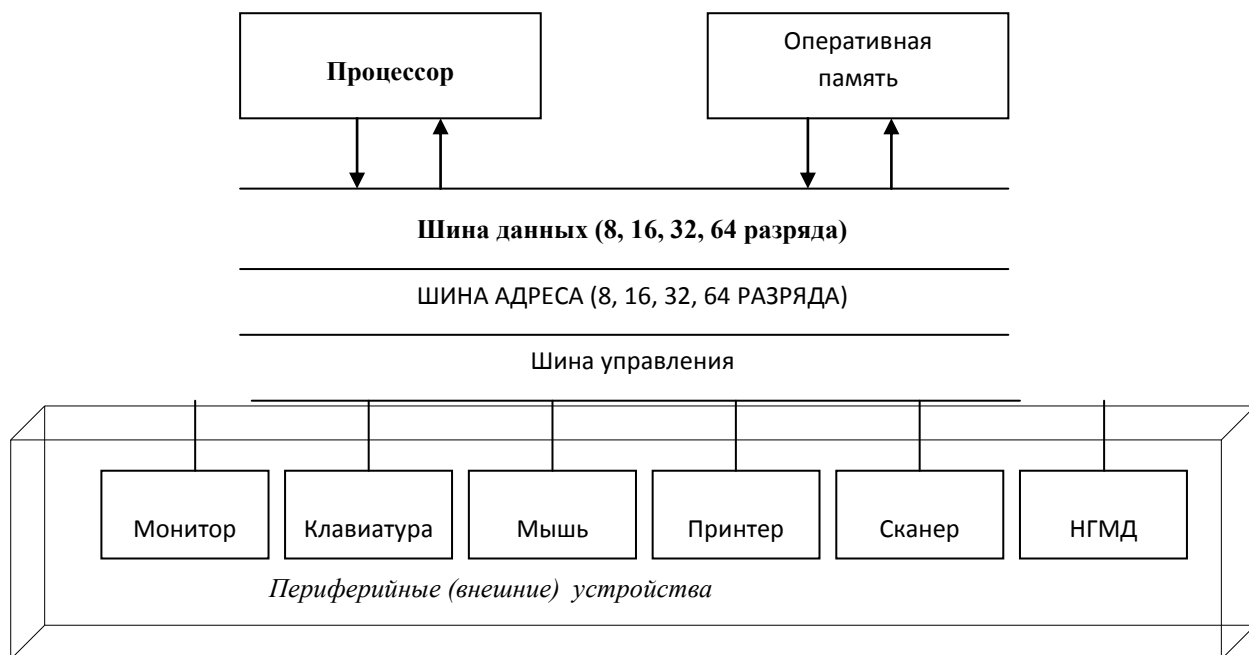 Процессор
Оперативная
память
Шина данных (8, 16, 32, 64 разряда)
ШИНА АДРЕСА (8, 16, 32, 64 РАЗРЯДА)
Шина управления
Монитор
Клавиатура
Мышь
Принтер
Сканер
НГМД
Периферийные (внешние) устройства